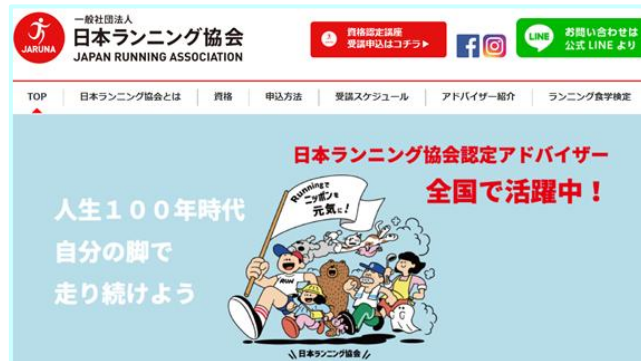 一般社団法人
日本ランニング協会
JAPAN RUNNING ASSOCIATION
JARUNA
資格認定講座
受講申込はコチラ▶
LINE
お問い合わせは
公式 LINE より
TOP
日本ランニング協会とは
資格
申込方法
受講スケジュール
アドバイザー紹介
ランニング食学検定
日本ランニング協会認定アドバイザー
全国で活躍中！
人生１００年時代
自分の脚で
走り続けよう
Runningで
ニッポンを
元気に！
RUN
日本ランニング協会